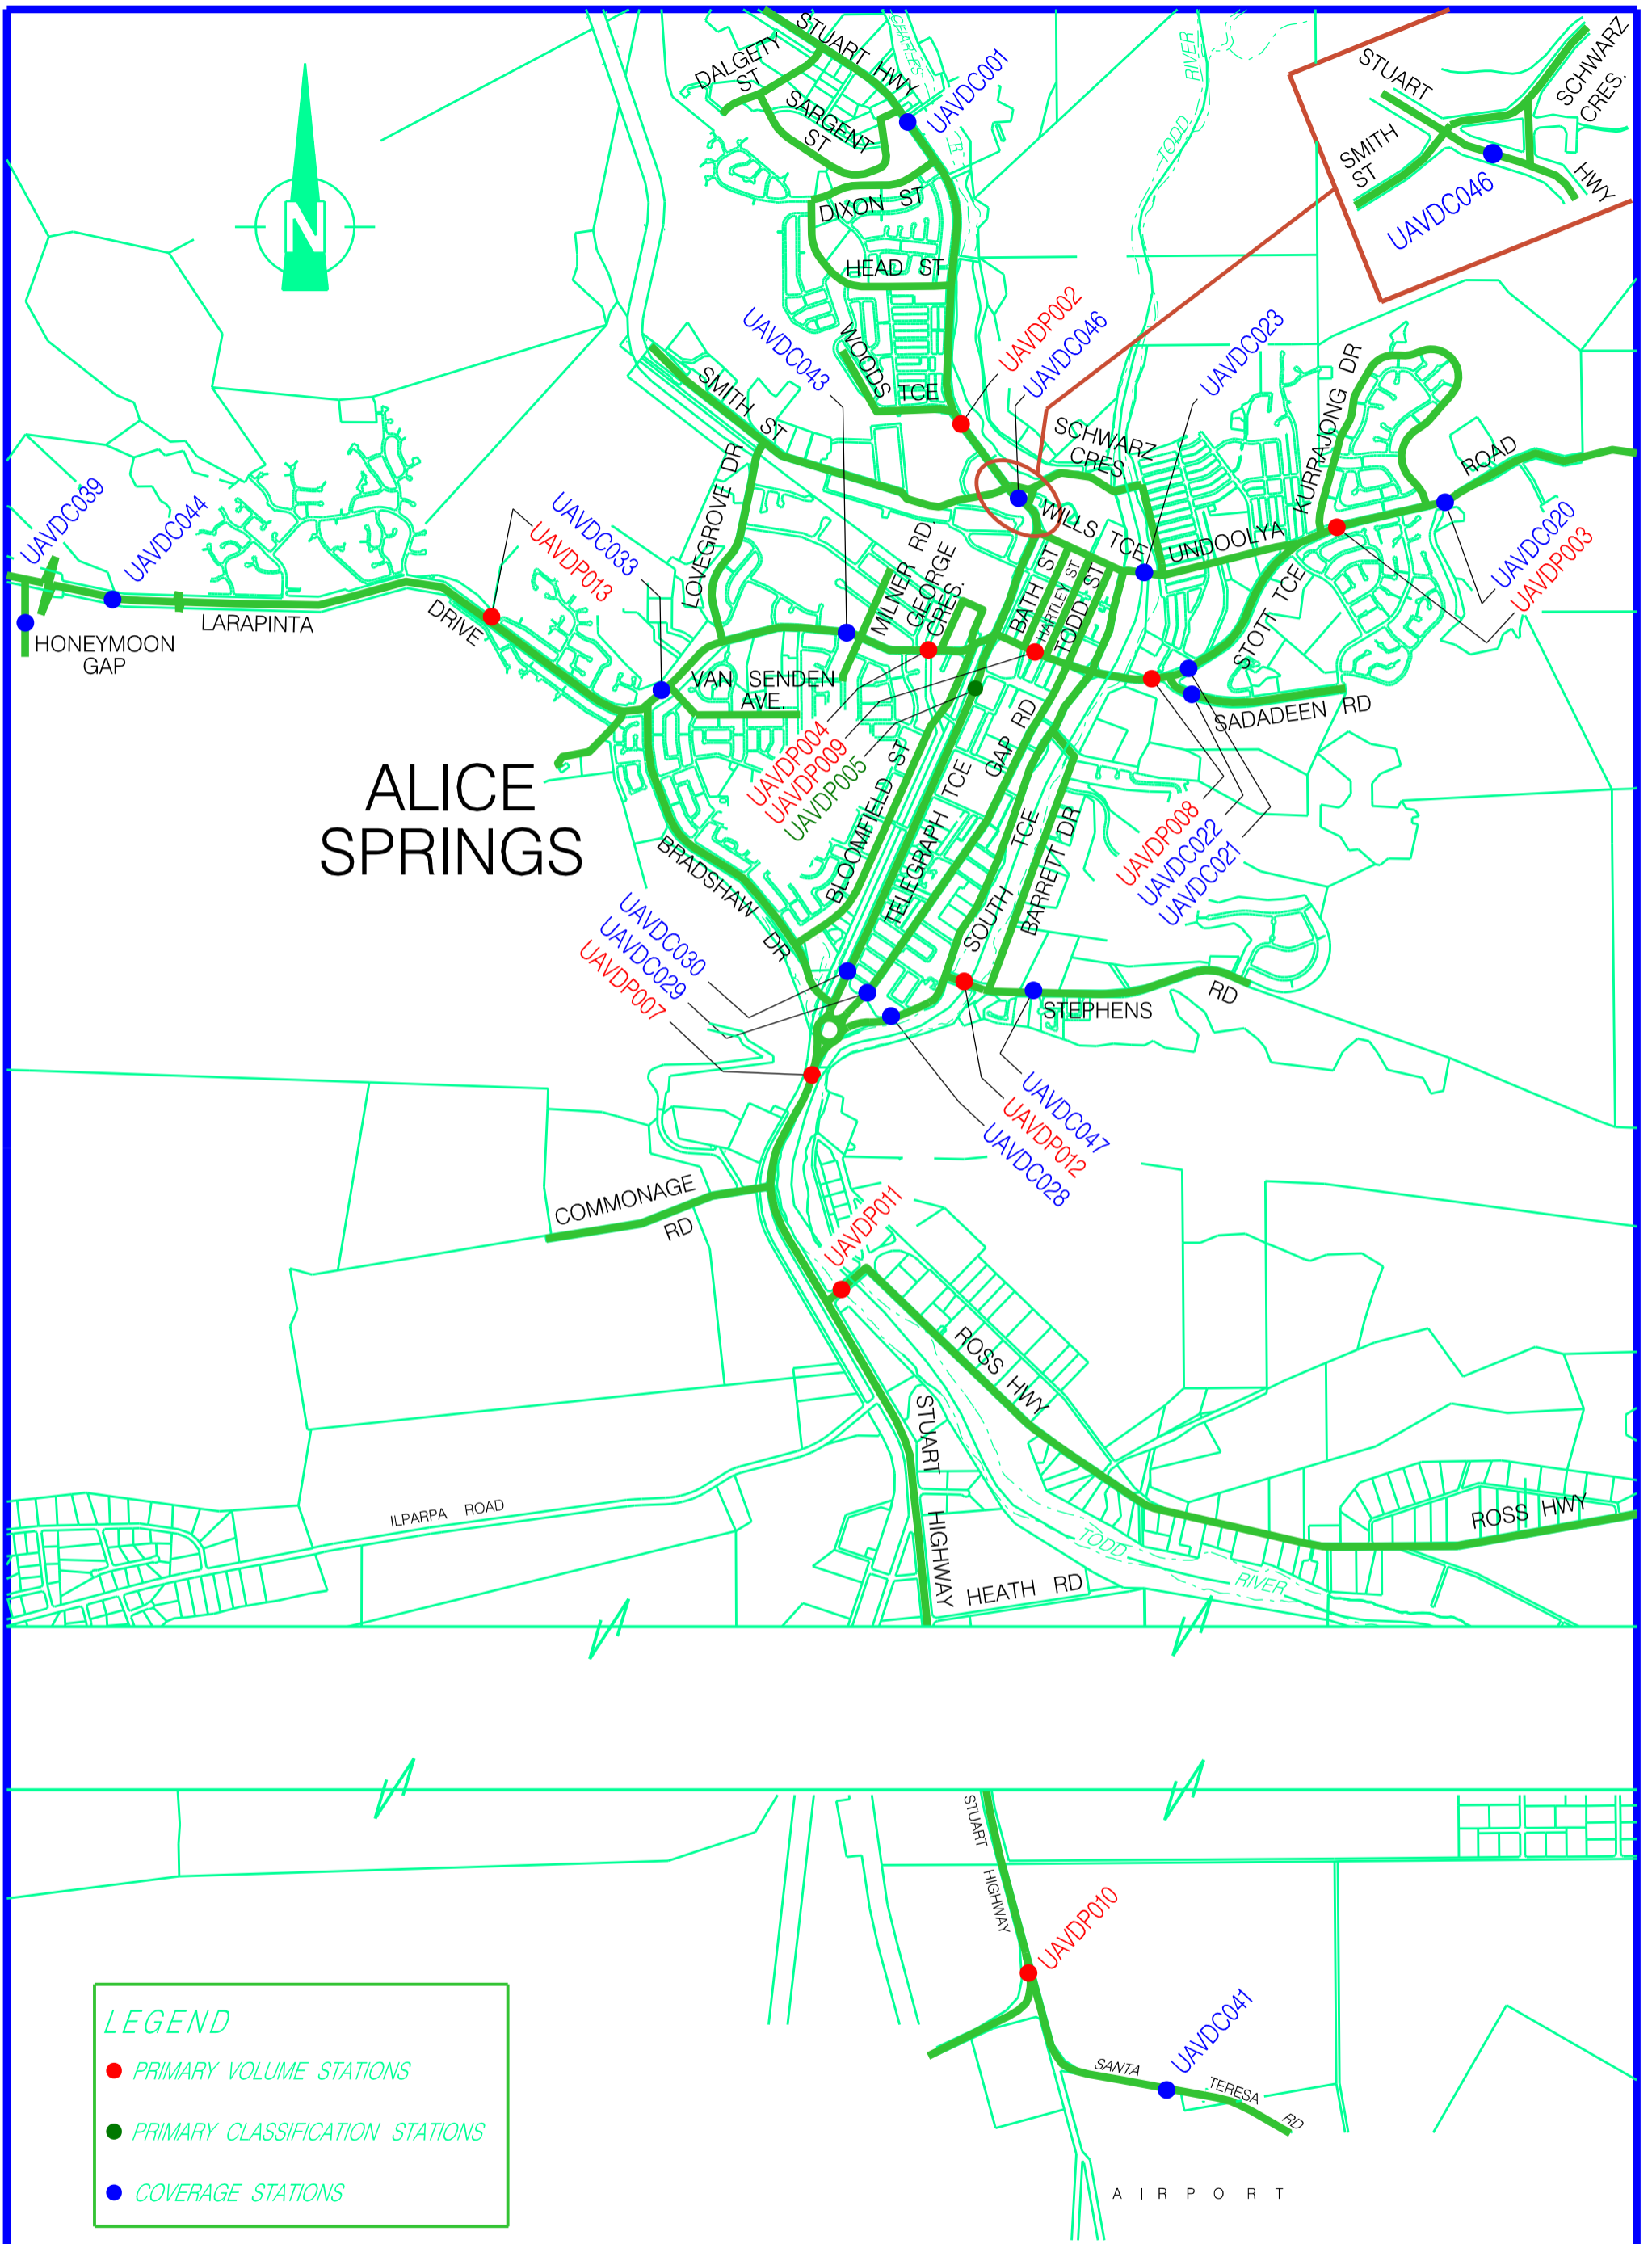 STUART HWY
CHARLES
R
DALGETY
ST
SARGENT
ST
UAVDC001
RIVER
TODD
STUART
SCHWARZ
CRES.
SMITH
ST
HWY
UAVDC046
N
DIXON ST
HEAD ST
WOODS
TCE
UAVDC043
UAVDP002
UAVDC046
UAVDC023
SMITH ST
SCHWARZ
CRES.
KURRAJONG DR
ROAD
LOVEGROVE DR
UAVDC039
UAVDC044
UAVDC033
UAVDP013
WILLS TCE
UNDOOLYA
UAVDC020
UAVDP003
MILNER RD.
GEORGE
CRES.
BATH ST
HARTLEY ST
TODD ST
STOTT TCE
LARAPINTA
DRIVE
HONEYMOON
GAP
VAN SENDEN
AVE.
SADADEEN RD
UAVDP004
UAVDP009
UAVDP005
ALICE
SPRINGS
BLOOMFIELD ST
GAP RD
TELEGRAPH TCE
SOUTH TCE
BARRETT DR
UAVDP008
UAVDC022
UAVDC021
BRADSHAW
DR
UAVDC030
UAVDC029
UAVDP007
STEPHENS
RD
UAVDC047
UAVDP012
UAVDC028
COMMONAGE
RD
UAVDP011
ROSS HWY
STUART HIGHWAY
ROSS HWY
ILPARPA ROAD
TODD
RIVER
HEATH RD
STUART
HIGHWAY
UAVDP010
UAVDC041
SANTA
TERESA
RD
AIRPORT
LEGEND
PRIMARY VOLUME STATIONS
PRIMARY CLASSIFICATION STATIONS
COVERAGE STATIONS